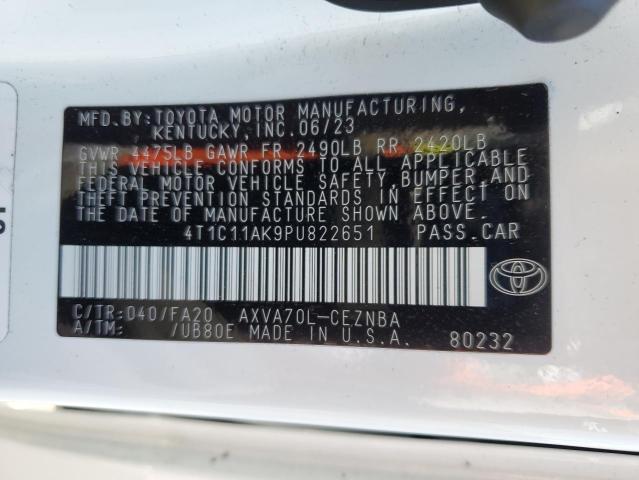 MFD. BY: TOYOTA MOTOR MANUFACTURING,
KENTUCKY, INC. 06/23
GVWR 4475LB GAWR FR 2490LB RR 2420LB
THIS VEHICLE CONFORMS TO ALL APPLICABLE
FEDERAL MOTOR VEHICLE SAFETY, BUMPER, AND
THEFT PREVENTION STANDARDS IN EFFECT ON
THE DATE OF MANUFACTURE SHOWN ABOVE.
4T1C11AK9PU822651 PASS.CAR
C/TR:040/FA20 AXVA70L-CEZNBA
A/TM: /UB80E MADE IN U.S.A. 80232